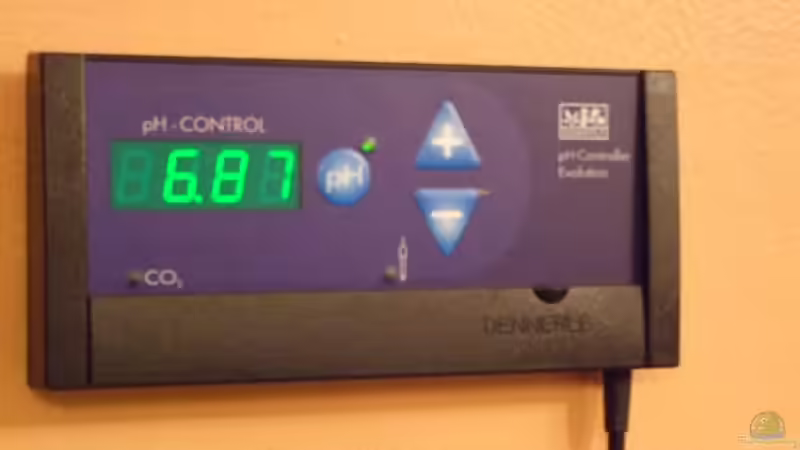 pH - CONTROL
6.87
pH
+
−
pH Controller
Evolution
CO₂
DENNERLE